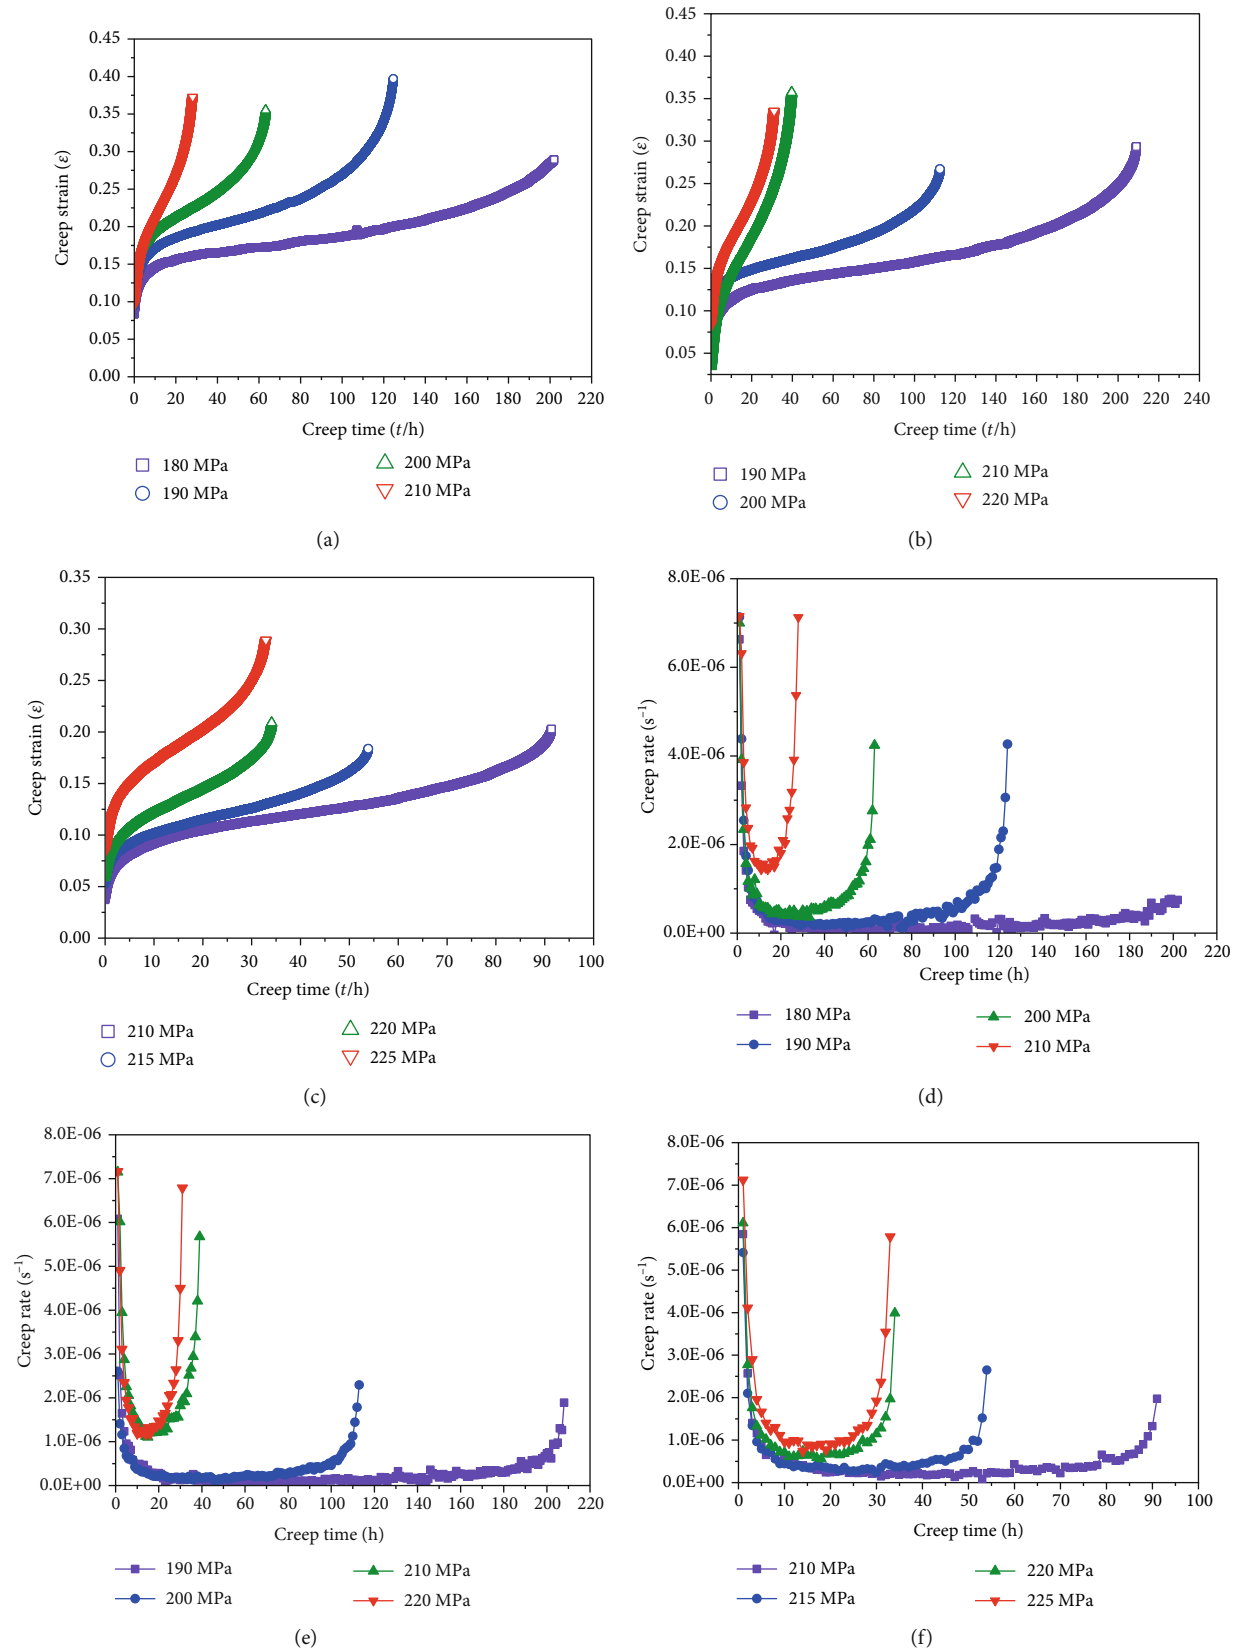 0.45
0.40
0.35
0.30
0.25
0.20
0.15
0.10
0.05
0.00
Creep strain (ε)
0 20 40 60 80 100 120 140 160 180 200 220
Creep time (t/h)
180 MPa 200 MPa
190 MPa 210 MPa
(a)
0.45
0.40
0.35
0.30
0.25
0.20
0.15
0.10
0.05
Creep strain (ε)
0 20 40 60 80 100 120 140 160 180 200 220 240
Creep time (t/h)
190 MPa 210 MPa
200 MPa 220 MPa
(b)
0.35
0.30
0.25
0.20
0.15
0.10
0.05
0.00
Creep strain (ε)
0 10 20 30 40 50 60 70 80 90 100
Creep time (t/h)
210 MPa 220 MPa
215 MPa 225 MPa
(c)
8.0E-06
6.0E-06
4.0E-06
2.0E-06
0.0E+00
Creep rate (s⁻¹)
0 20 40 60 80 100 120 140 160 180 200 220
Creep time (h)
180 MPa 200 MPa
190 MPa 210 MPa
(d)
8.0E-06
7.0E-06
6.0E-06
5.0E-06
4.0E-06
3.0E-06
2.0E-06
1.0E-06
0.0E+00
Creep rate (s⁻¹)
0 20 40 60 80 100 120 140 160 180 200 220
Creep time (h)
190 MPa 210 MPa
200 MPa 220 MPa
(e)
8.0E-06
7.0E-06
6.0E-06
5.0E-06
4.0E-06
3.0E-06
2.0E-06
1.0E-06
0.0E+00
Creep rate (s⁻¹)
0 10 20 30 40 50 60 70 80 90 100
Creep time (h)
210 MPa 220 MPa
215 MPa 225 MPa
(f)